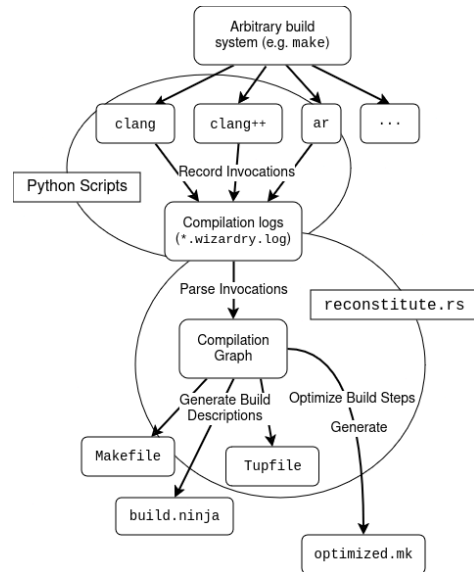 Arbitrary build
system (e.g. make)
clang
clang++
ar
...
Record Invocations
Python Scripts
Compilation logs
(*.wizardry.log)
Parse Invocations
reconstitute.rs
Compilation
Graph
Generate Build
Descriptions
Optimize Build Steps
Generate
Makefile
Tupfile
build.ninja
optimized.mk